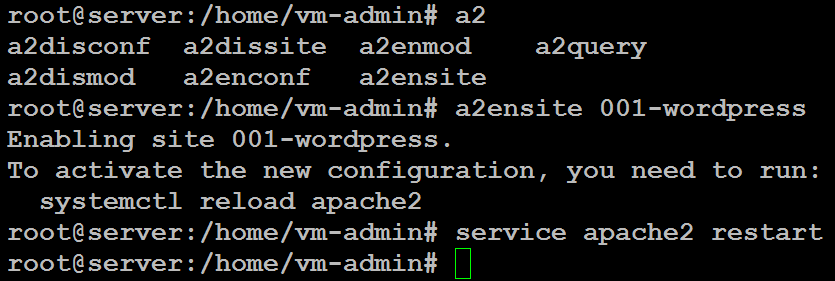 root@server:/home/vm-admin# a2
a2disconf  a2dissite  a2enmod    a2query
a2dismod   a2enconf   a2ensite
root@server:/home/vm-admin# a2ensite 001-wordpress
Enabling site 001-wordpress.
To activate the new configuration, you need to run:
  systemctl reload apache2
root@server:/home/vm-admin# service apache2 restart
root@server:/home/vm-admin#